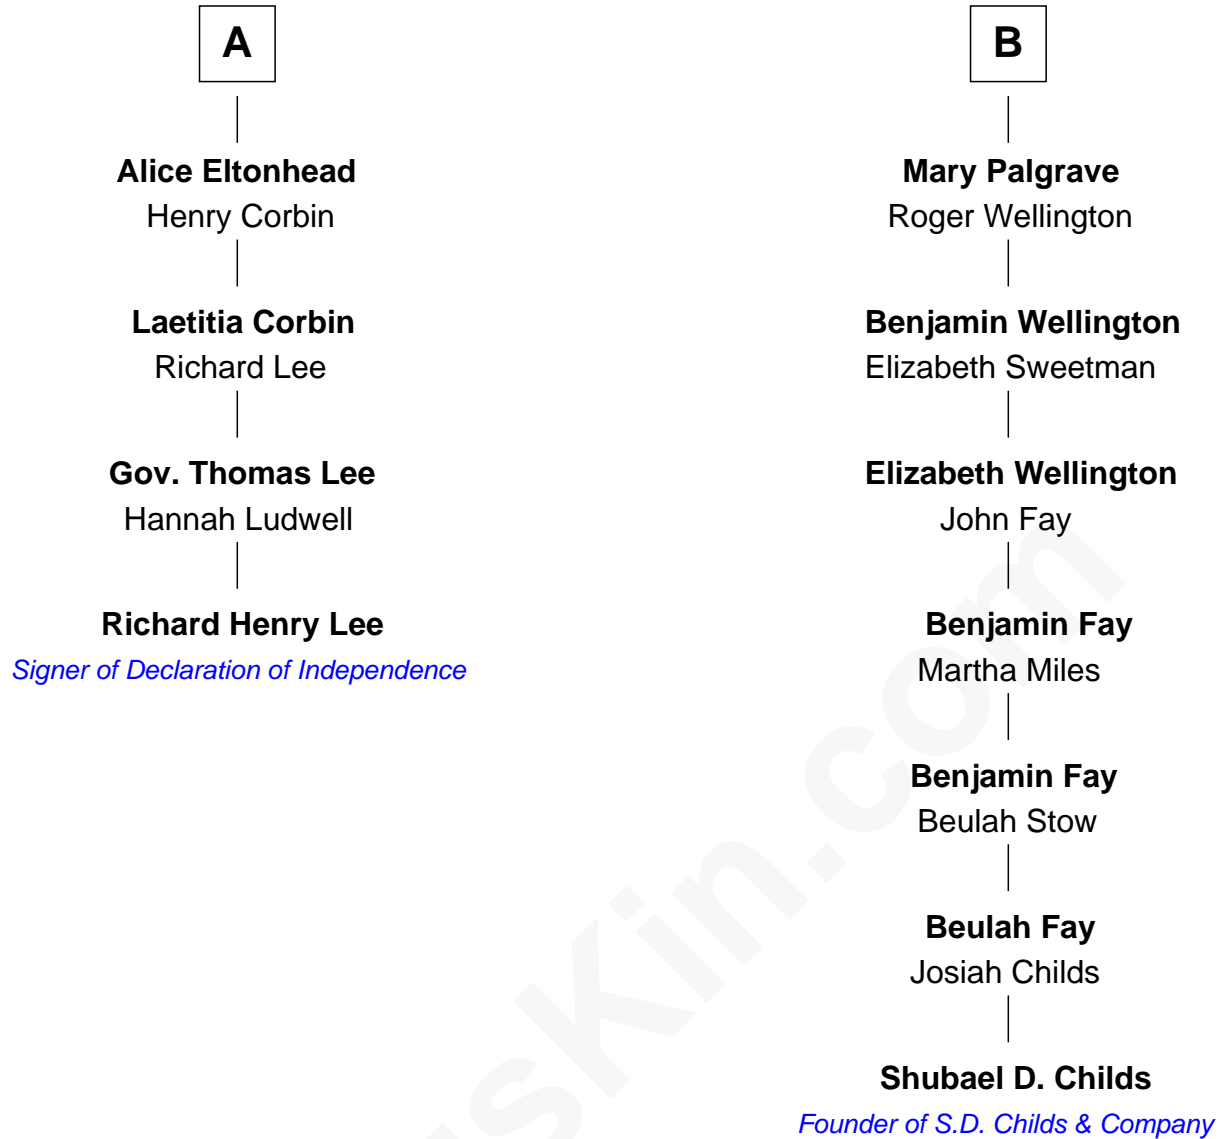 A
Alice Eltonhead
Henry Corbin
Laetitia Corbin
Richard Lee
Gov. Thomas Lee
Hannah Ludwell
Richard Henry Lee
Signer of Declaration of Independence
B
Mary Palgrave
Roger Wellington
Benjamin Wellington
Elizabeth Sweetman
Elizabeth Wellington
John Fay
Benjamin Fay
Martha Miles
Benjamin Fay
Beulah Stow
Beulah Fay
Josiah Childs
Shubael D. Childs
Founder of S.D. Childs & Company
sKin.com